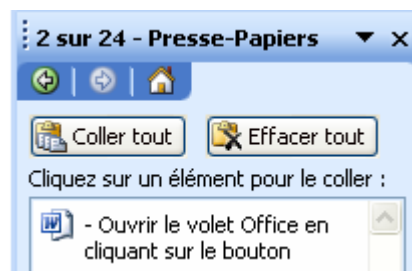 2 sur 24 - Presse-Papiers
Coller tout Effacer tout
Cliquez sur un élément pour le coller :
- Ouvrir le volet Office en
cliquant sur le bouton